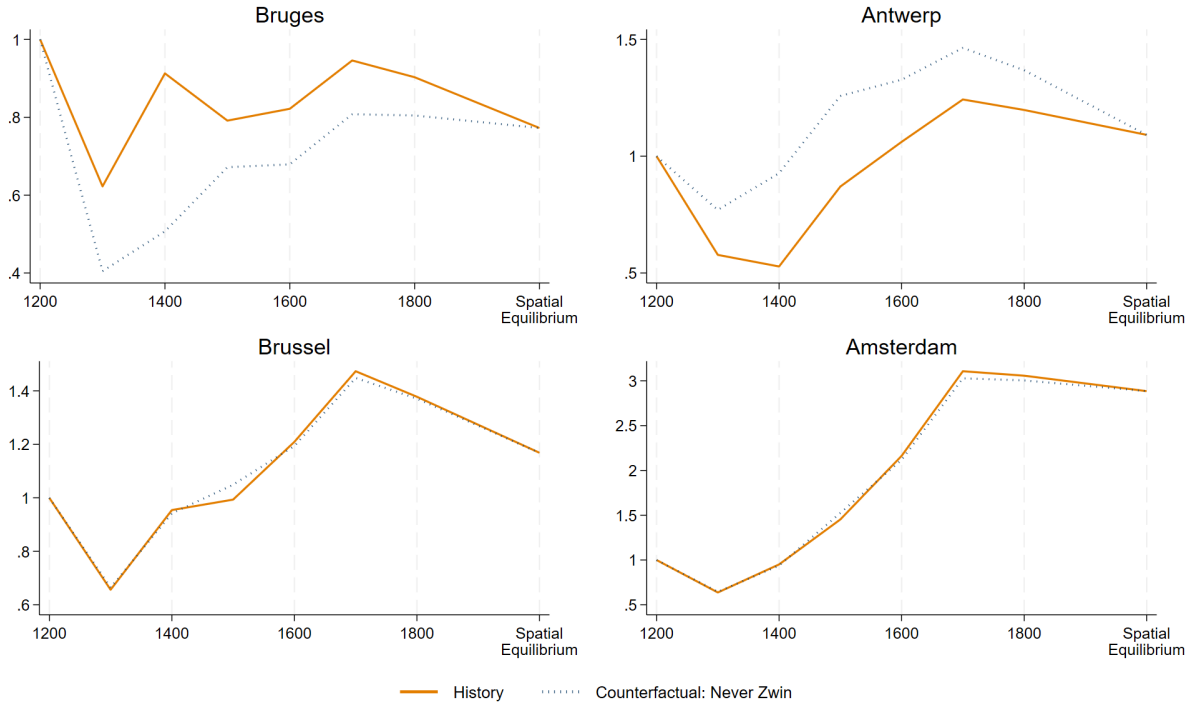 Bruges
1
.8
.6
.4
1200
1400
1600
1800
Spatial
Equilibrium
Antwerp
1.5
1
.5
1200
1400
1600
1800
Spatial
Equilibrium
Brussel
1.4
1.2
1
.8
.6
1200
1400
1600
1800
Spatial
Equilibrium
Amsterdam
3
2.5
2
1.5
1
.5
1200
1400
1600
1800
Spatial
Equilibrium
History
Counterfactual: Never Zwin